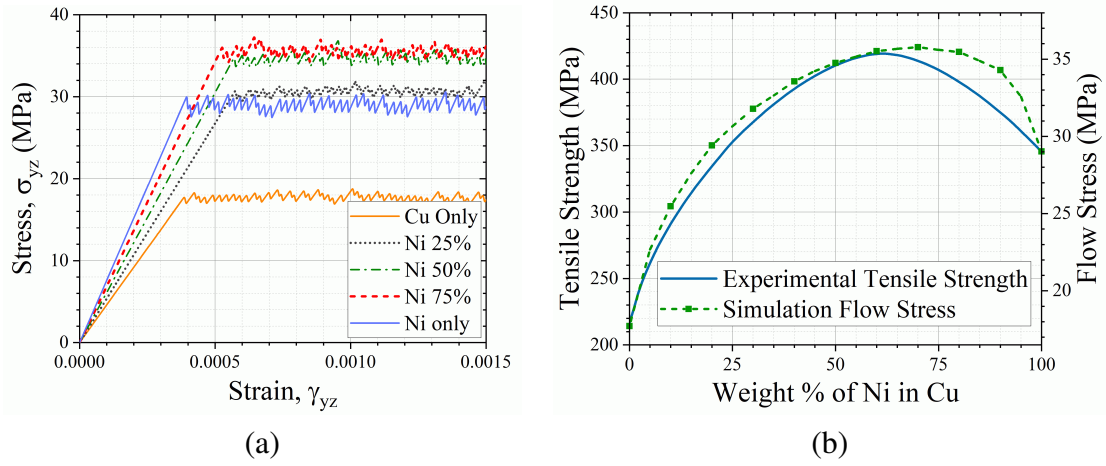 40
30
20
10
0
0.0000
0.0005
0.0010
0.0015
Stress, σyz (MPa)
Strain, γyz
Cu Only
Ni 25%
Ni 50%
Ni 75%
Ni only
(a)
450
400
350
300
250
200
0
25
50
75
100
35
30
25
20
Tensile Strength (MPa)
Flow Stress (MPa)
Weight % of Ni in Cu
Experimental Tensile Strength
Simulation Flow Stress
(b)